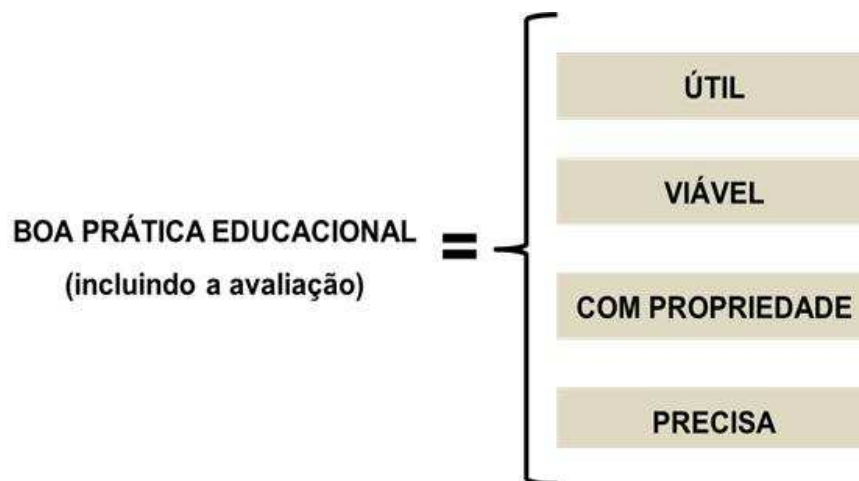 BOA PRÁTICA EDUCACIONAL
(incluindo a avaliação)
=
ÚTIL
VIÁVEL
COM PROPRIEDADE
PRECISA